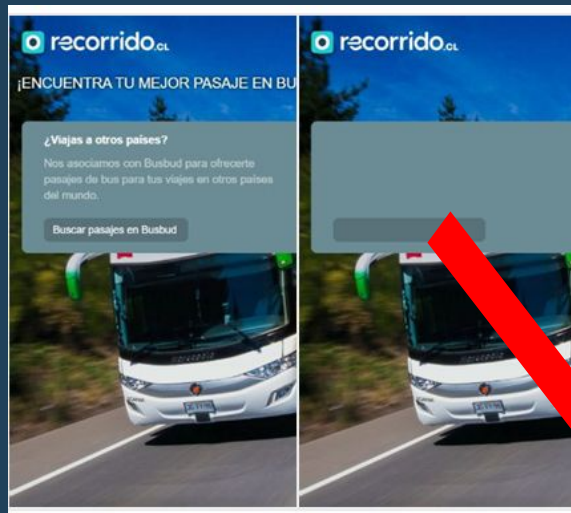 recorrido.CL
¡ENCUENTRA TU MEJOR PASAJE EN BU
¿Viajas a otros países?
Nos asociamos con Busbud para ofrecerte
pasajes de bus para tus viajes en otros países
del mundo.
Buscar pasajes en Busbud
recorrido.CL